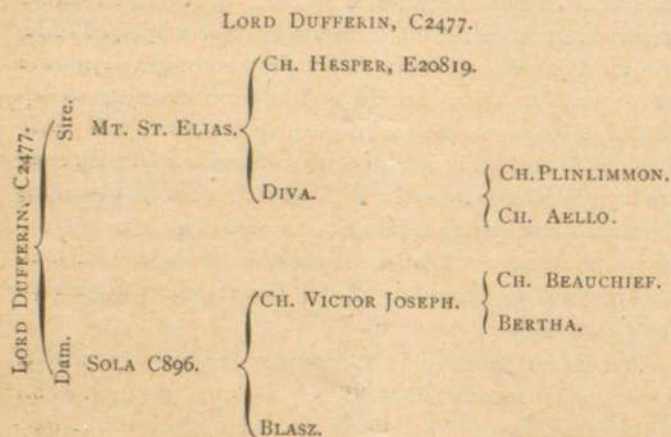 LORD DUFFERIN, C2477.
CH. HESPER, E20819.
Sire.
MT. ST. ELIAS.
DIVA.
CH. PLINLIMMON.
CH. AELLO.
LORD DUFFERIN, C2477.
CH. VICTOR JOSEPH.
CH. BEAUCHIEF.
BERTHA.
Dam.
SOLA C896.
BLASZ.